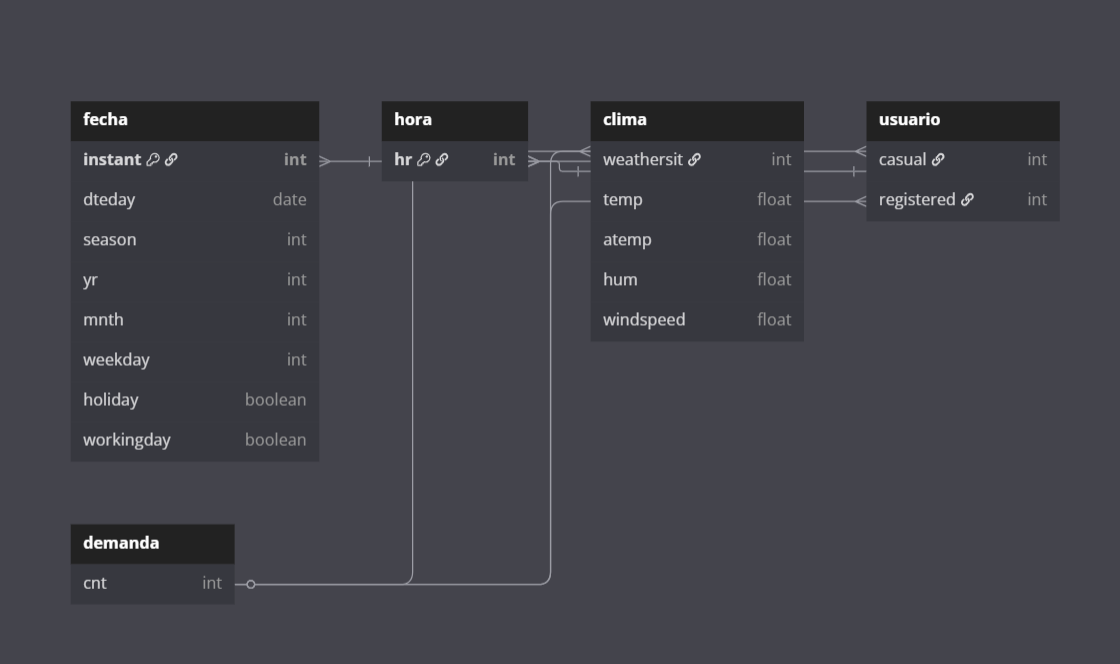 fecha
instant int
dteday date
season int
yr int
mnth int
weekday int
holiday boolean
workingday boolean
hora
hr int
clima
weathersit int
temp float
atemp float
hum float
windspeed float
usuario
casual int
registered int
demanda
cnt int